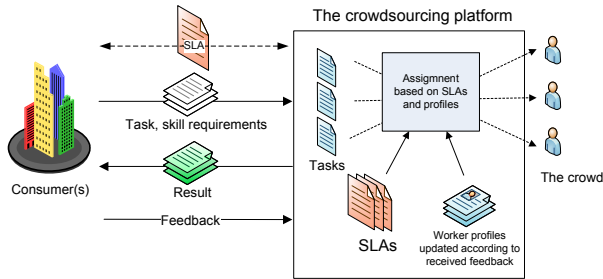 The crowdsourcing platform
SLA
Task, skill requirements
Result
Feedback
Consumer(s)
Tasks
Assignment
based on SLAs
and profiles
SLAs
Worker profiles
updated according to
received feedback
The crowd